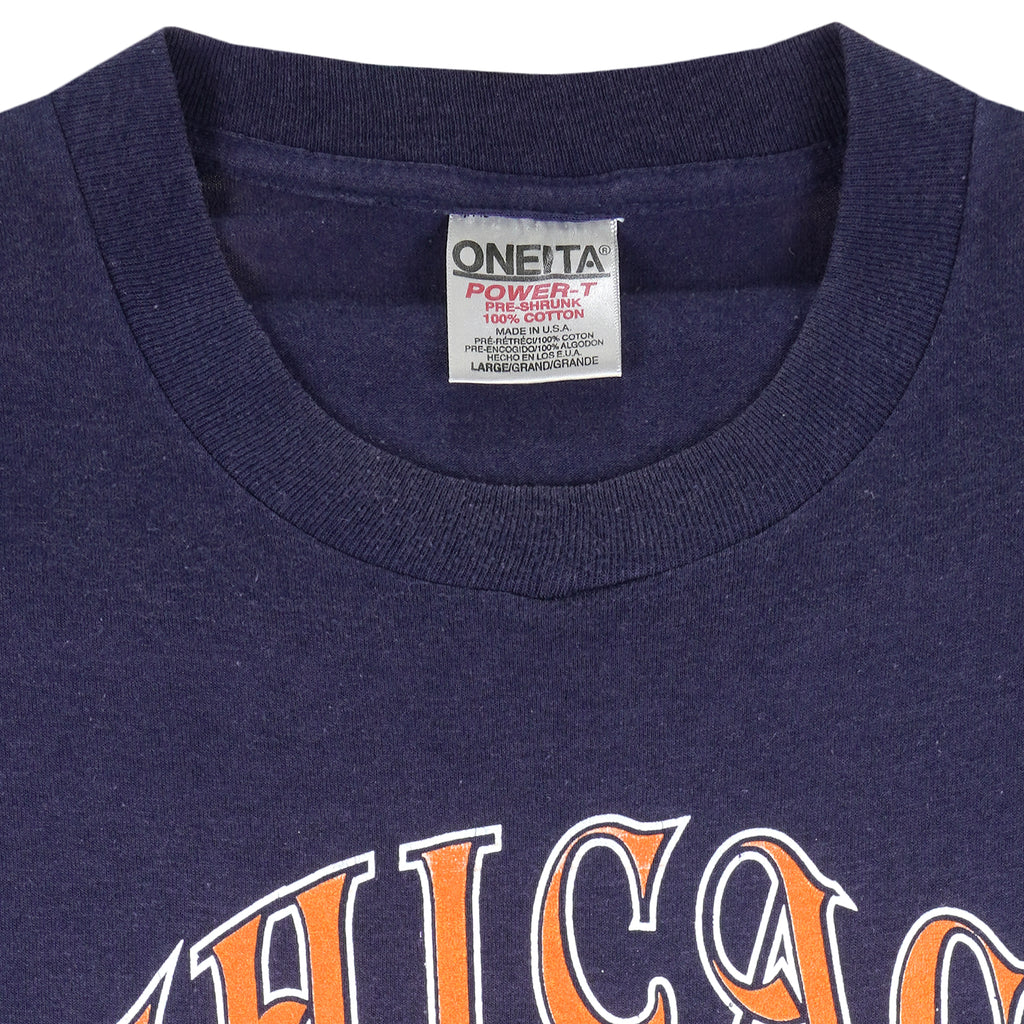 ONEITA®
POWER-T
PRE-SHRUNK
100% COTTON
MADE IN U.S.A.
PRÉ-RÉTRÉCI/100% COTON
PRE-ENCOGIDO/100% ALGODON
HECHO EN LOS E.U.A.
LARGE/GRAND/GRANDE
HICAG